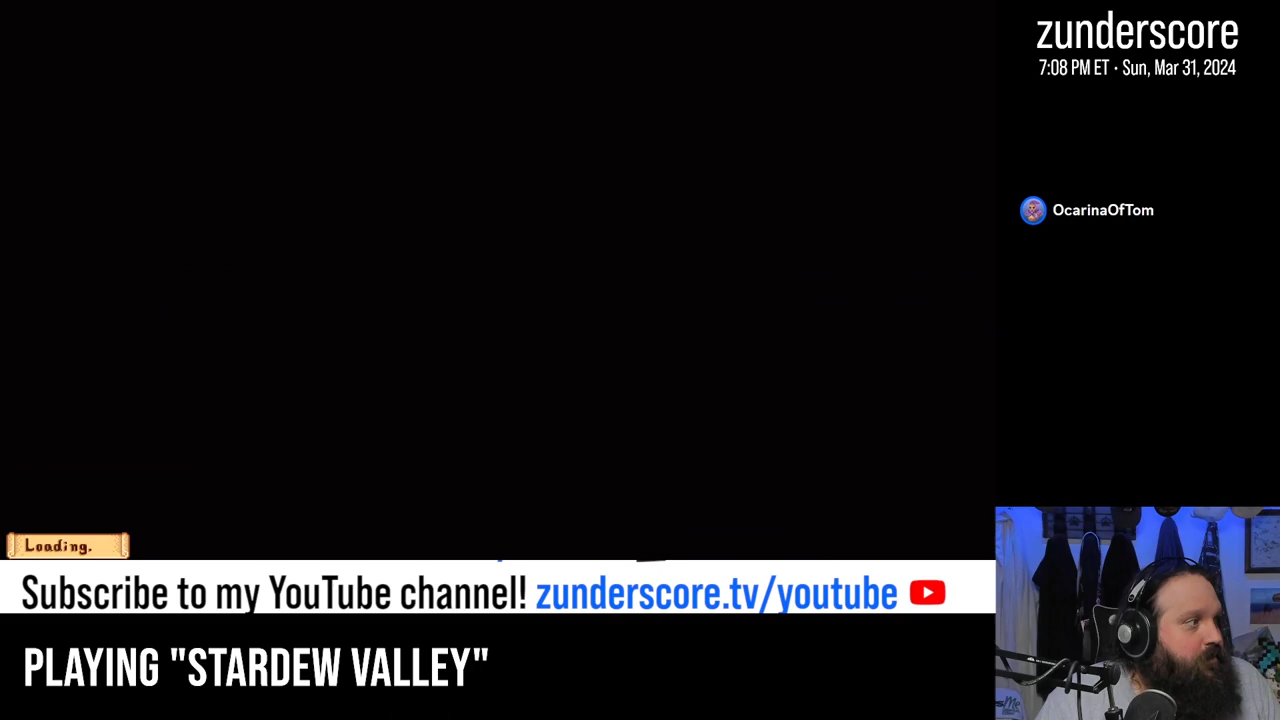 zunderscore
7:08 PM ET · Sun, Mar 31, 2024
OcarinaOfTom
Loading.
Subscribe to my YouTube channel! zunderscore.tv/youtube
PLAYING "STARDEW VALLEY"